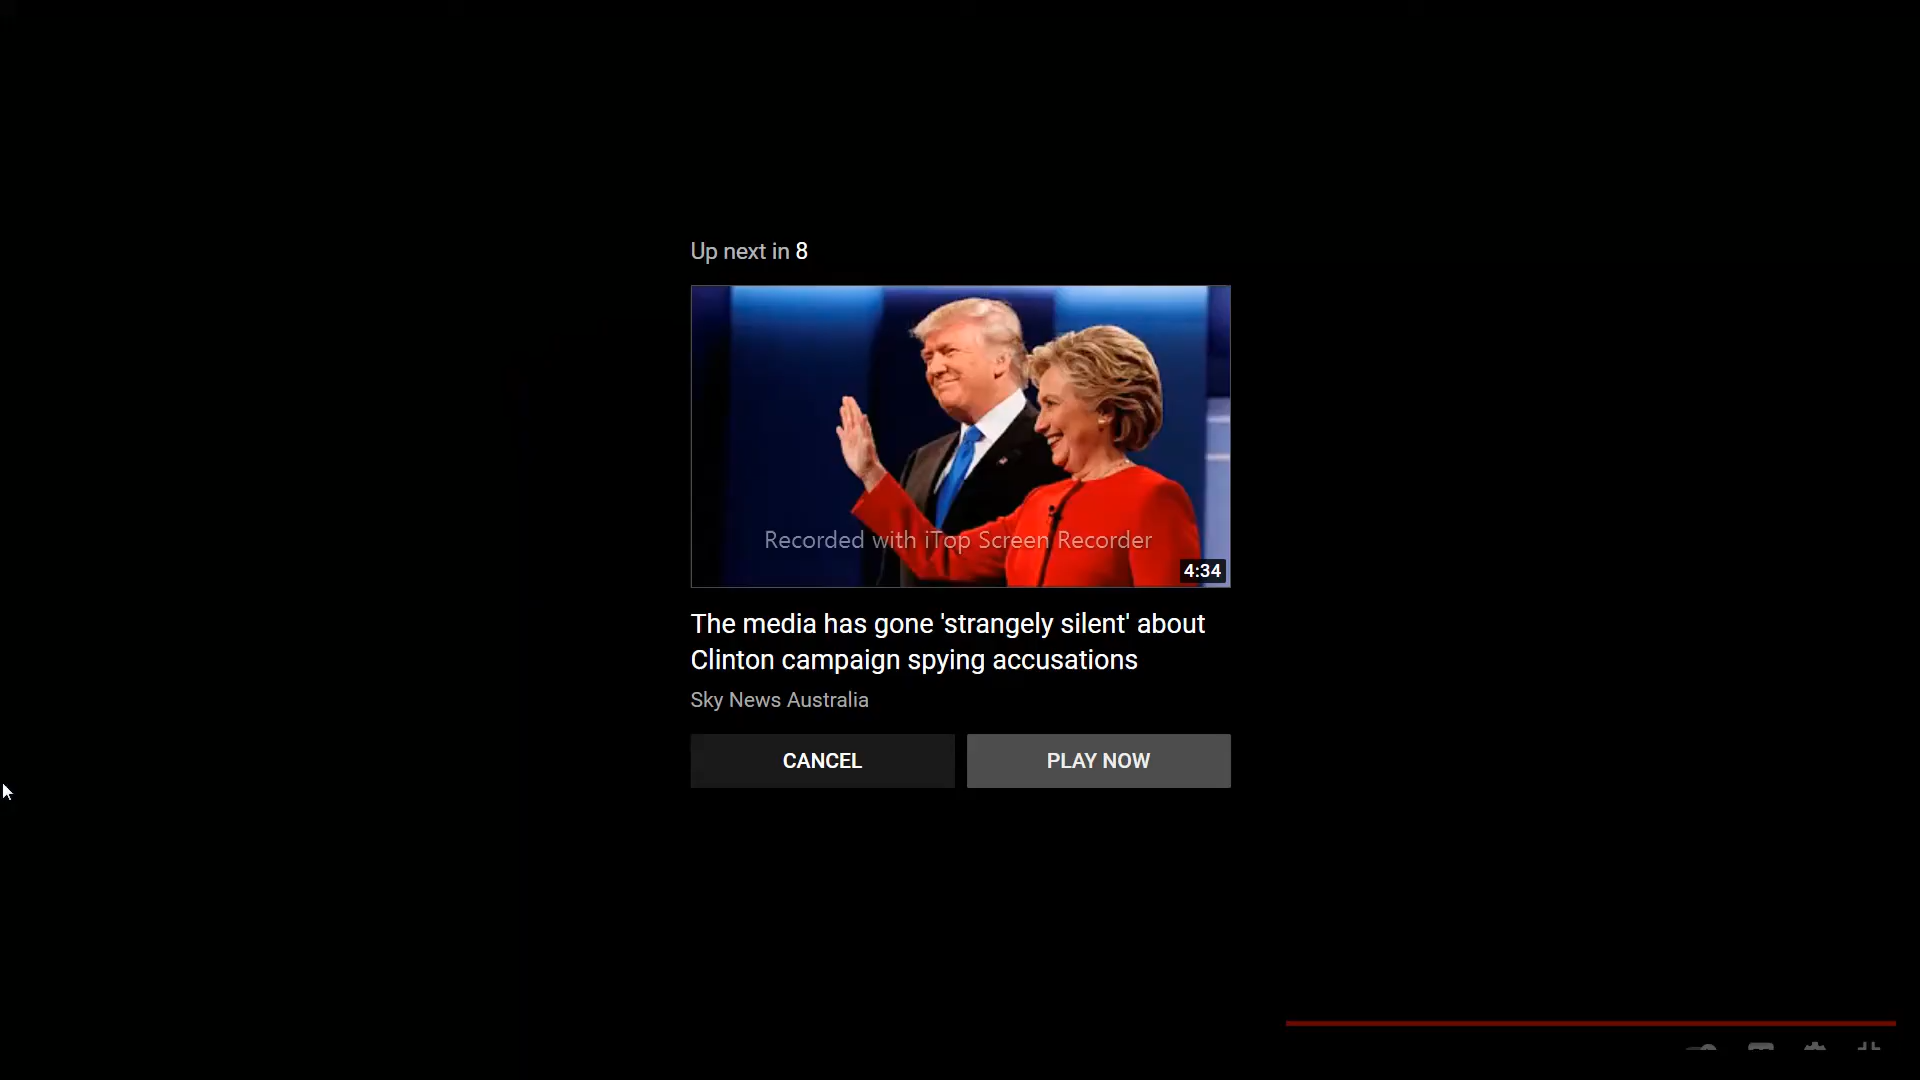 Up next in 8
Recorded with iTop Screen Recorder
4:34
The media has gone 'strangely silent' about
Clinton campaign spying accusations
Sky News Australia
CANCEL
PLAY NOW